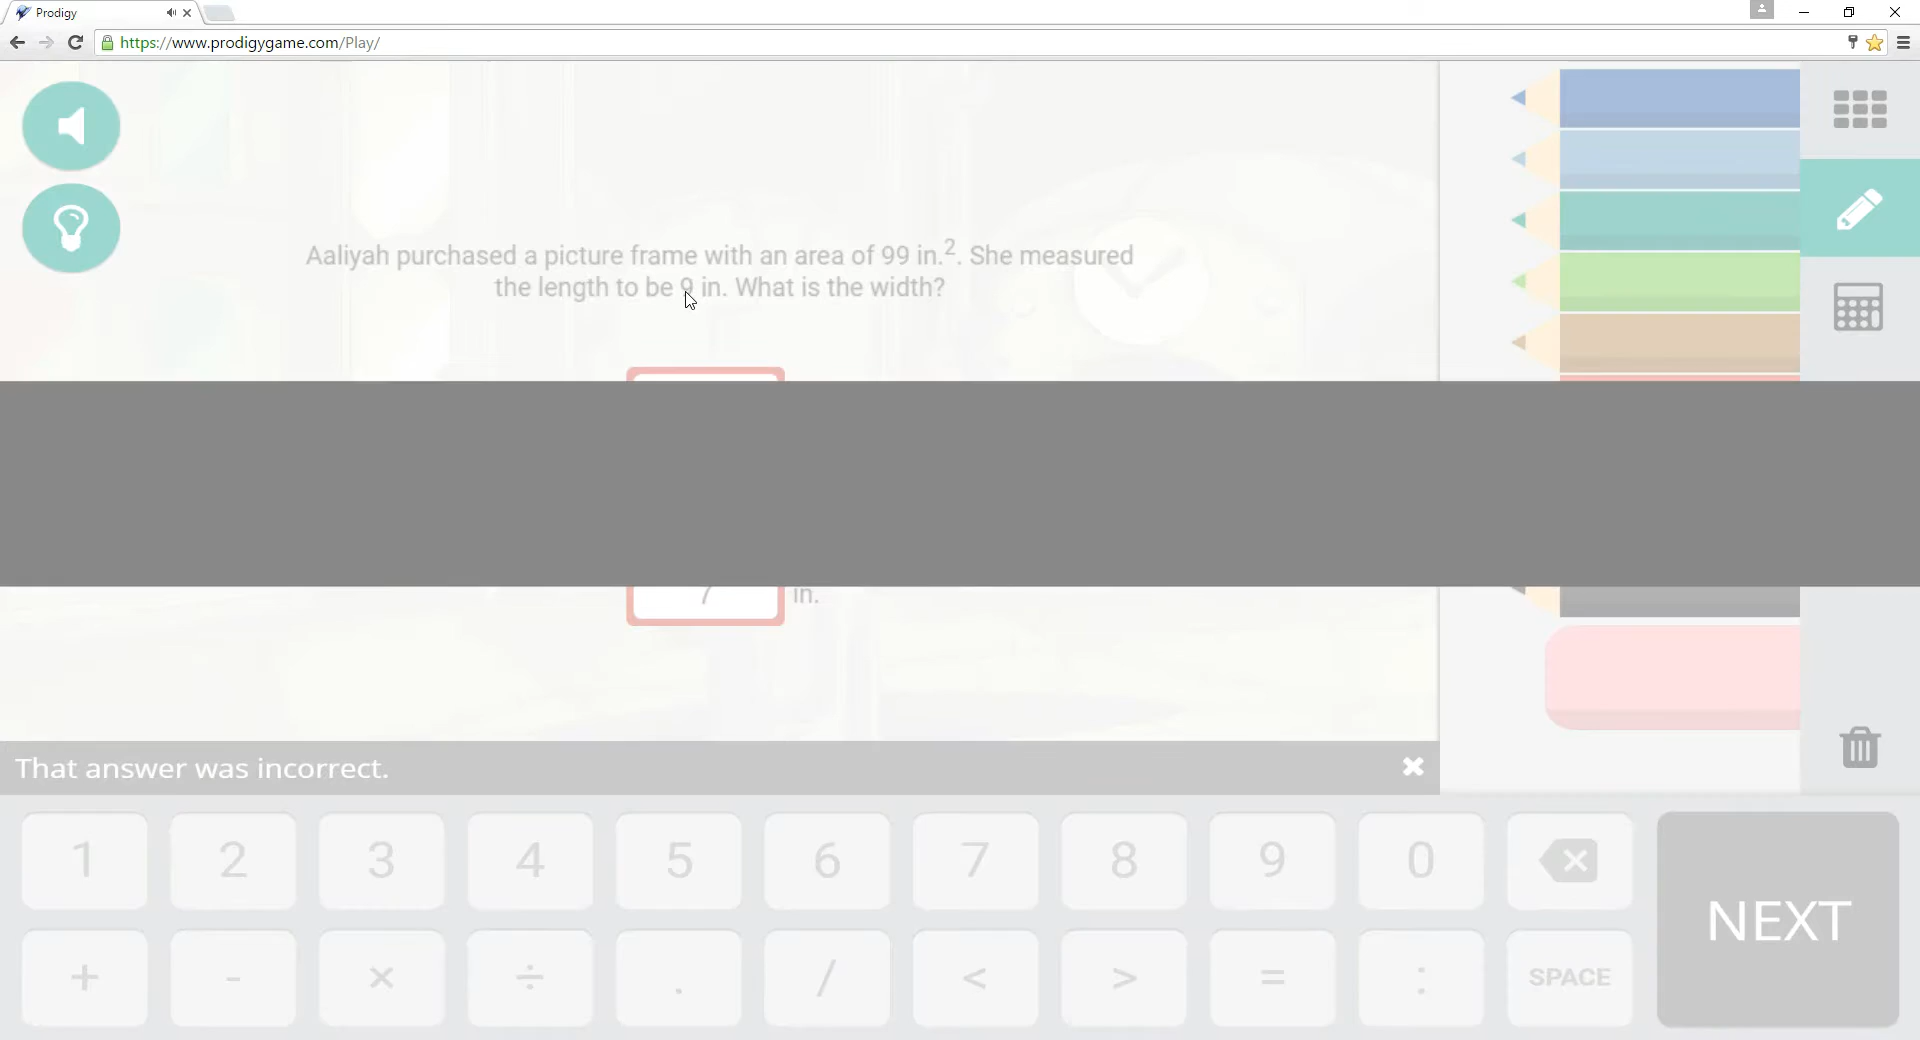 Prodigy
https://www.prodigygame.com/Play/
Aaliyah purchased a picture frame with an area of 99 in.². She measured
the length to be 9 in. What is the width?
in.
That answer was incorrect.
1 2 3 4 5 6 7 8 9 0
+ - × ÷ . / < > = : SPACE
NEXT